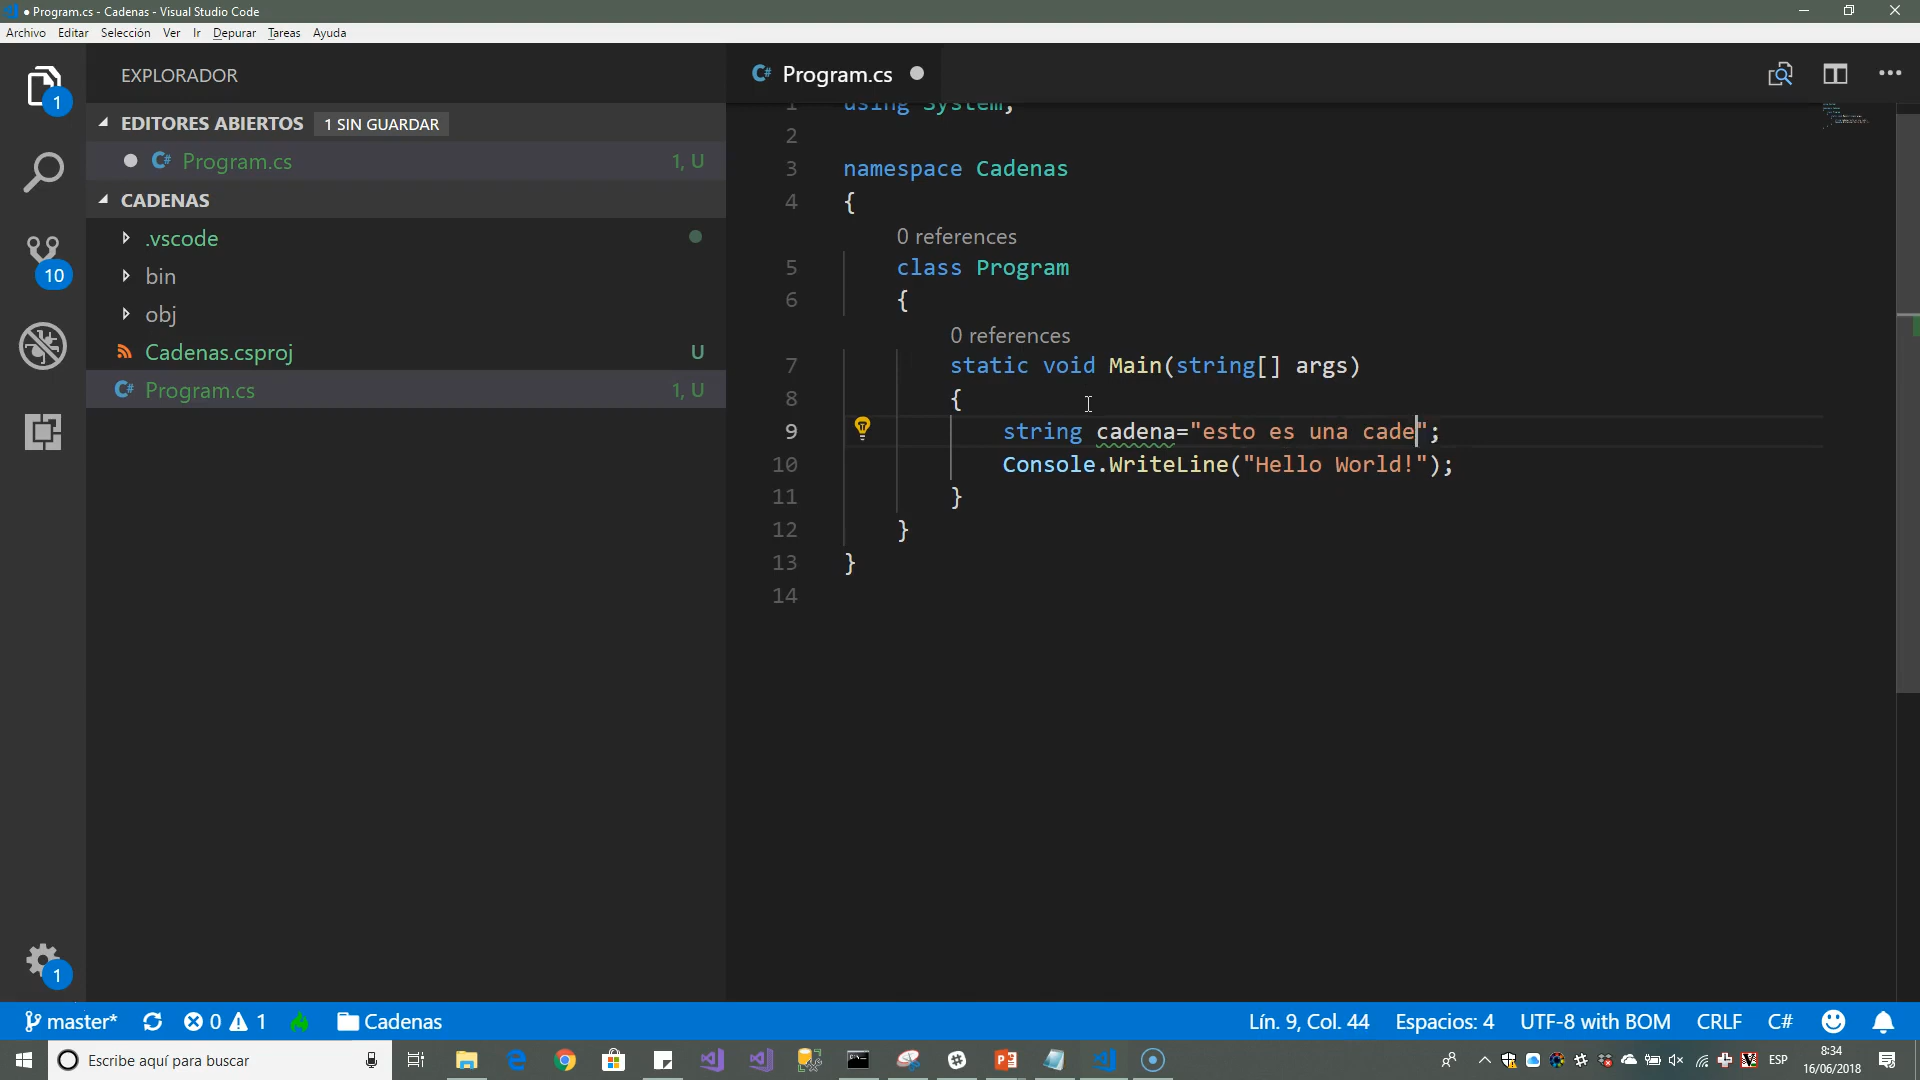 ● Program.cs - Cadenas - Visual Studio Code
Archivo Editar Selección Ver Ir Depurar Tareas Ayuda
1
10
1
EXPLORADOR
EDITORES ABIERTOS 1 SIN GUARDAR
● C# Program.cs 1, U
CADENAS
.vscode
bin
obj
Cadenas.csproj U
C# Program.cs 1, U
C# Program.cs ●
1 using System;
2
3 namespace Cadenas
4 {
0 references
5 class Program
6 {
0 references
7 static void Main(string[] args)
8 {
9 string cadena="esto es una cade";
10 Console.WriteLine("Hello World!");
11 }
12 }
13 }
14
master* 0 1 Cadenas Lín. 9, Col. 44 Espacios: 4 UTF-8 with BOM CRLF C#
Escribe aquí para buscar ESP 8:34
16/06/2018